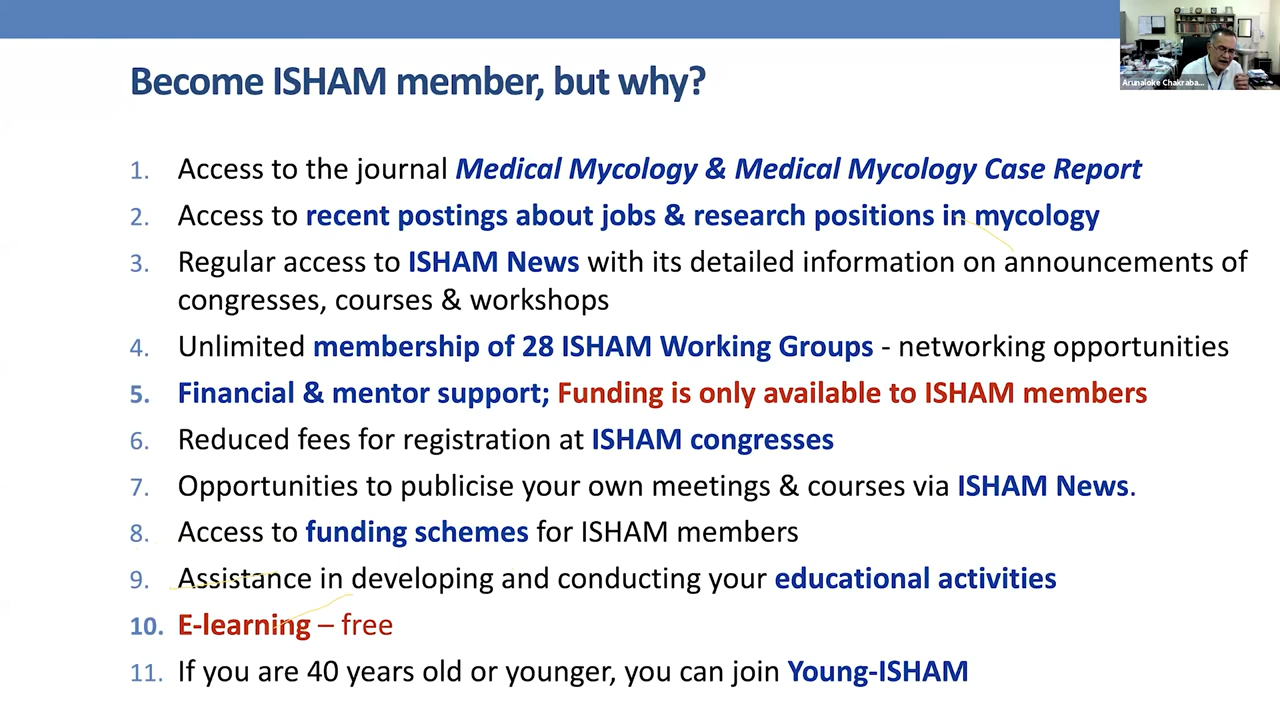 Arunaloke Chakraba...
Become ISHAM member, but why?
1. Access to the journal Medical Mycology & Medical Mycology Case Report
2. Access to recent postings about jobs & research positions in mycology
3. Regular access to ISHAM News with its detailed information on announcements of
congresses, courses & workshops
4. Unlimited membership of 28 ISHAM Working Groups - networking opportunities
5. Financial & mentor support; Funding is only available to ISHAM members
6. Reduced fees for registration at ISHAM congresses
7. Opportunities to publicise your own meetings & courses via ISHAM News.
8. Access to funding schemes for ISHAM members
9. Assistance in developing and conducting your educational activities
10. E-learning – free
11. If you are 40 years old or younger, you can join Young-ISHAM